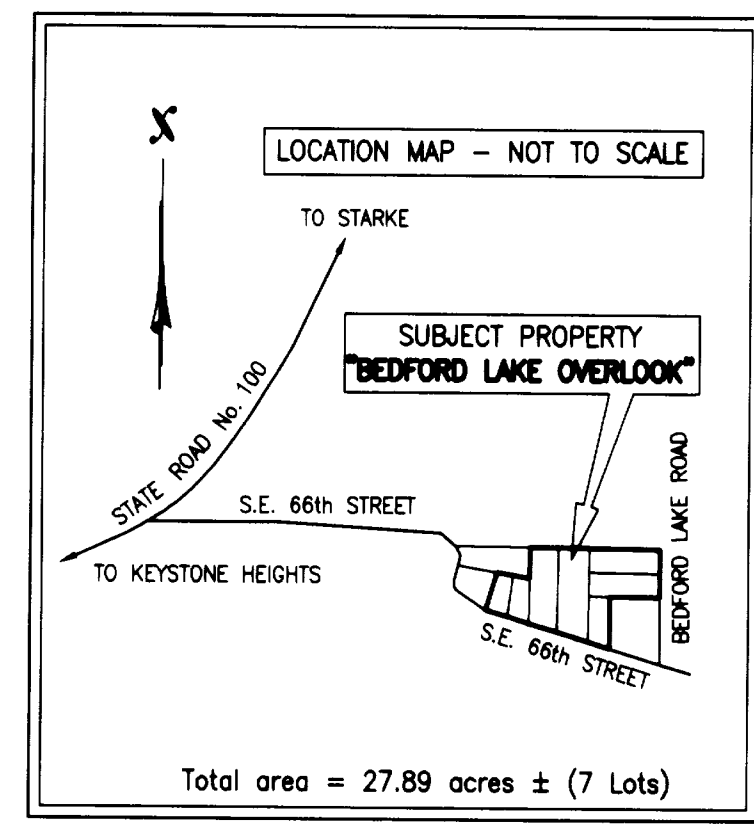 N
LOCATION MAP – NOT TO SCALE
TO STARKE
SUBJECT PROPERTY
"BEDFORD LAKE OVERLOOK"
STATE ROAD No. 100
S.E. 66th STREET
BEDFORD LAKE ROAD
TO KEYSTONE HEIGHTS
S.E. 66th STREET
Total area = 27.89 acres ± (7 Lots)